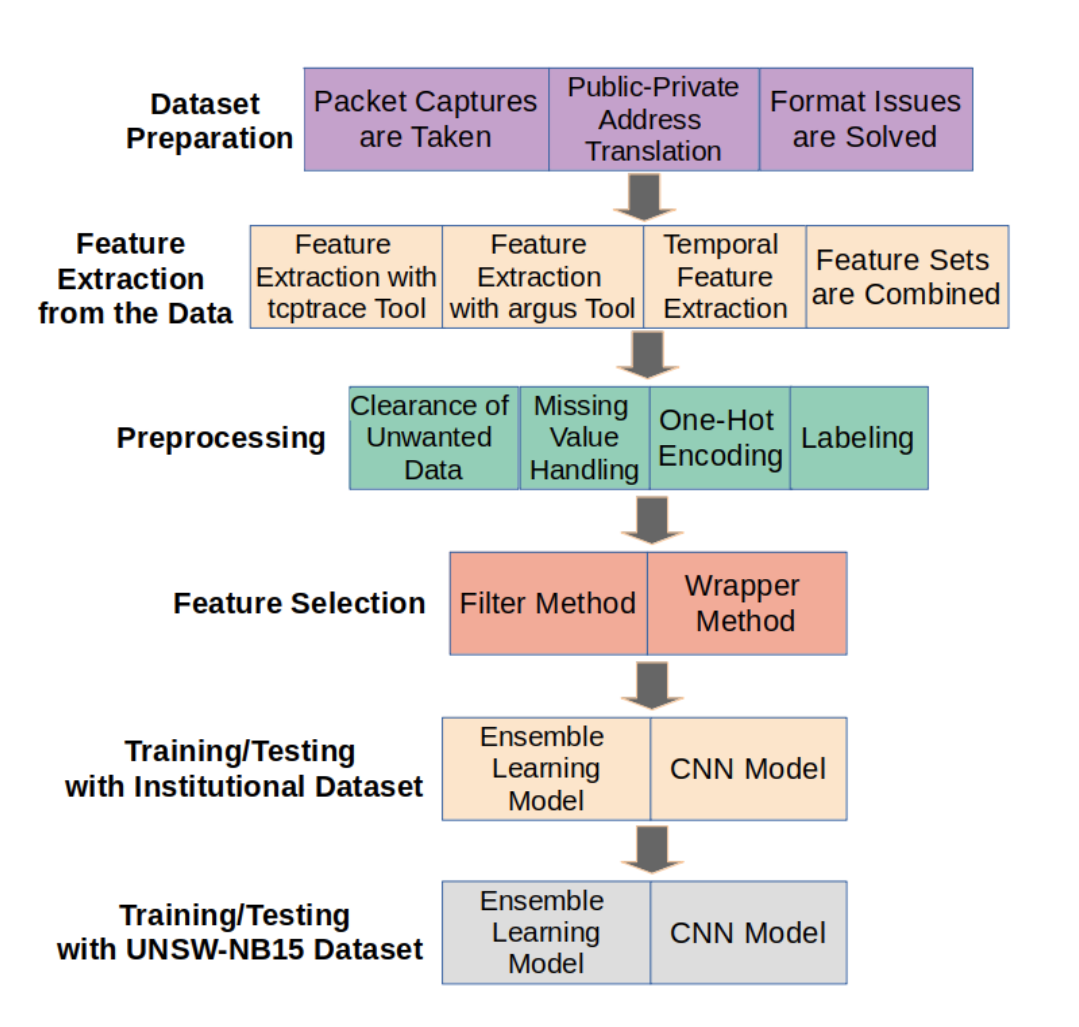 Dataset
Preparation
Packet Captures
are Taken
Public-Private
Address
Translation
Format Issues
are Solved
Feature
Extraction
from the Data
Feature
Extraction with
tcptrace Tool
Feature
Extraction
with argus Tool
Temporal
Feature
Extraction
Feature Sets
are Combined
Preprocessing
Clearance of
Unwanted
Data
Missing
Value
Handling
One-Hot
Encoding
Labeling
Feature Selection
Filter Method
Wrapper
Method
Training/Testing
with Institutional Dataset
Ensemble
Learning
Model
CNN Model
Training/Testing
with UNSW-NB15 Dataset
Ensemble
Learning
Model
CNN Model